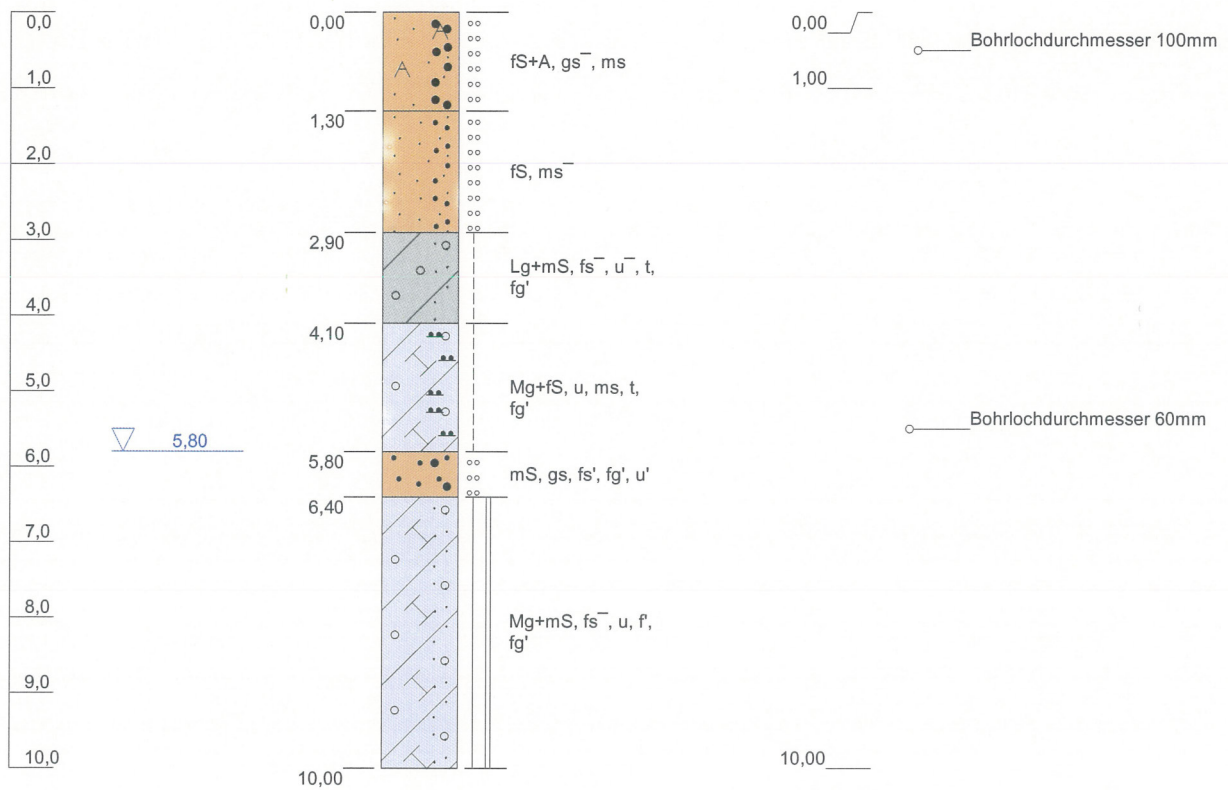 0,0
0,00
0,00
Bohrlochdurchmesser 100mm
fS+A, gs¯, ms
A
A
1,0
1,00
1,30
2,0
fS, ms¯
3,0
2,90
Lg+mS, fs¯, u¯, t,
fg'
4,0
4,10
5,0
Mg+fS, u, ms, t,
fg'
Bohrlochdurchmesser 60mm
5,80
6,0
5,80
mS, gs, fs', fg', u'
6,40
7,0
8,0
Mg+mS, fs¯, u, f',
fg'
9,0
10,0
10,00
10,00